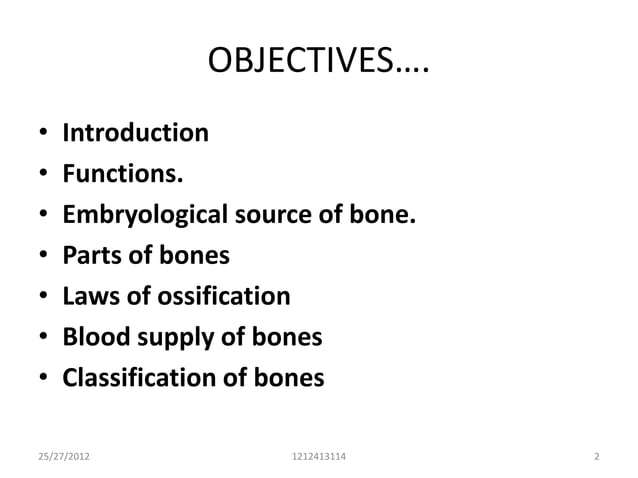 OBJECTIVES….
• Introduction
• Functions.
• Embryological source of bone.
• Parts of bones
• Laws of ossification
• Blood supply of bones
• Classification of bones
25/27/2012 1212413114 2